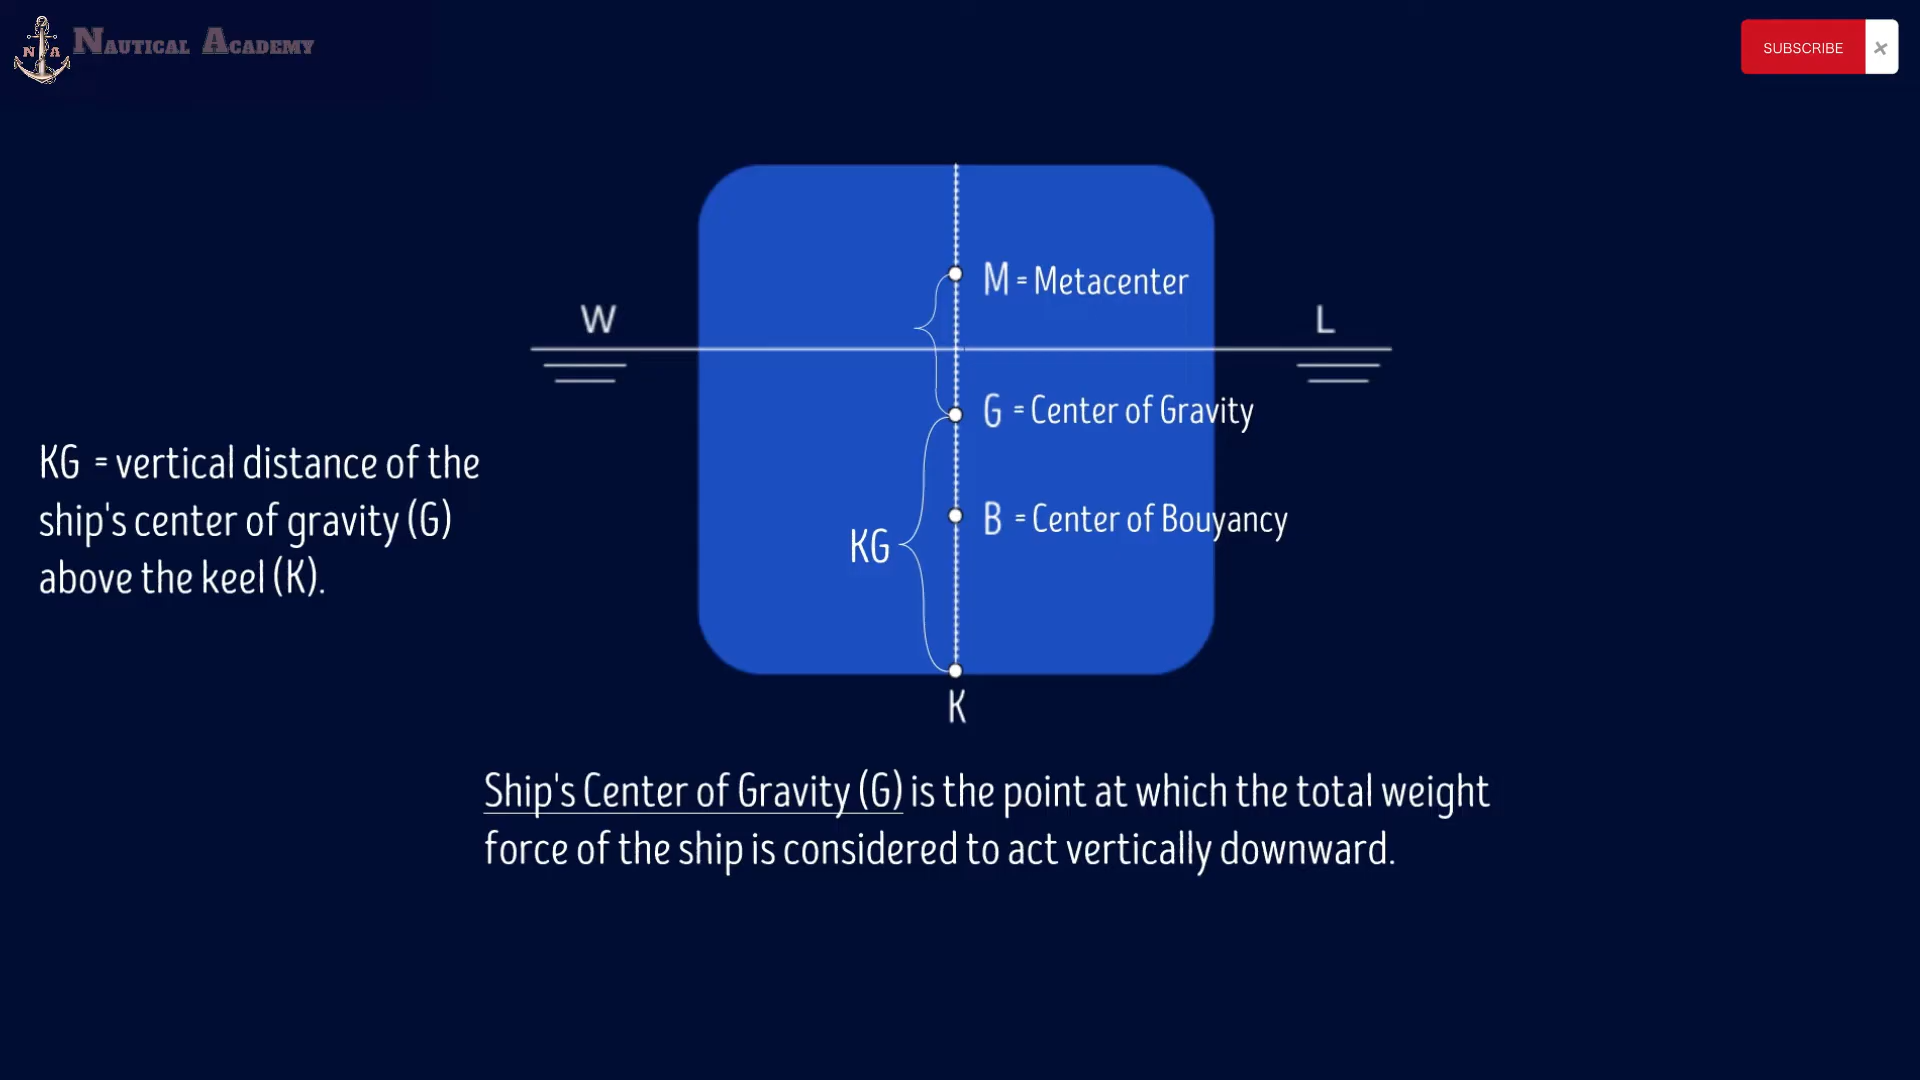 NA NAUTICAL ACADEMY
SUBSCRIBE
M = Metacenter
W
L
G = Center of Gravity
KG = vertical distance of the
ship's center of gravity (G)
above the keel (K).
B = Center of Bouyancy
KG
K
Ship's Center of Gravity (G) is the point at which the total weight
force of the ship is considered to act vertically downward.